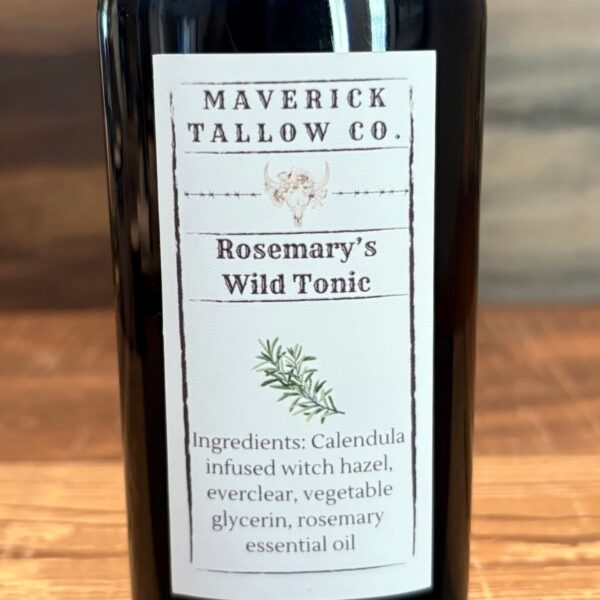 MAVERICK
TALLOW CO.
Rosemary's
Wild Tonic
Ingredients: Calendula
infused witch hazel,
everclear, vegetable
glycerin, rosemary
essential oil